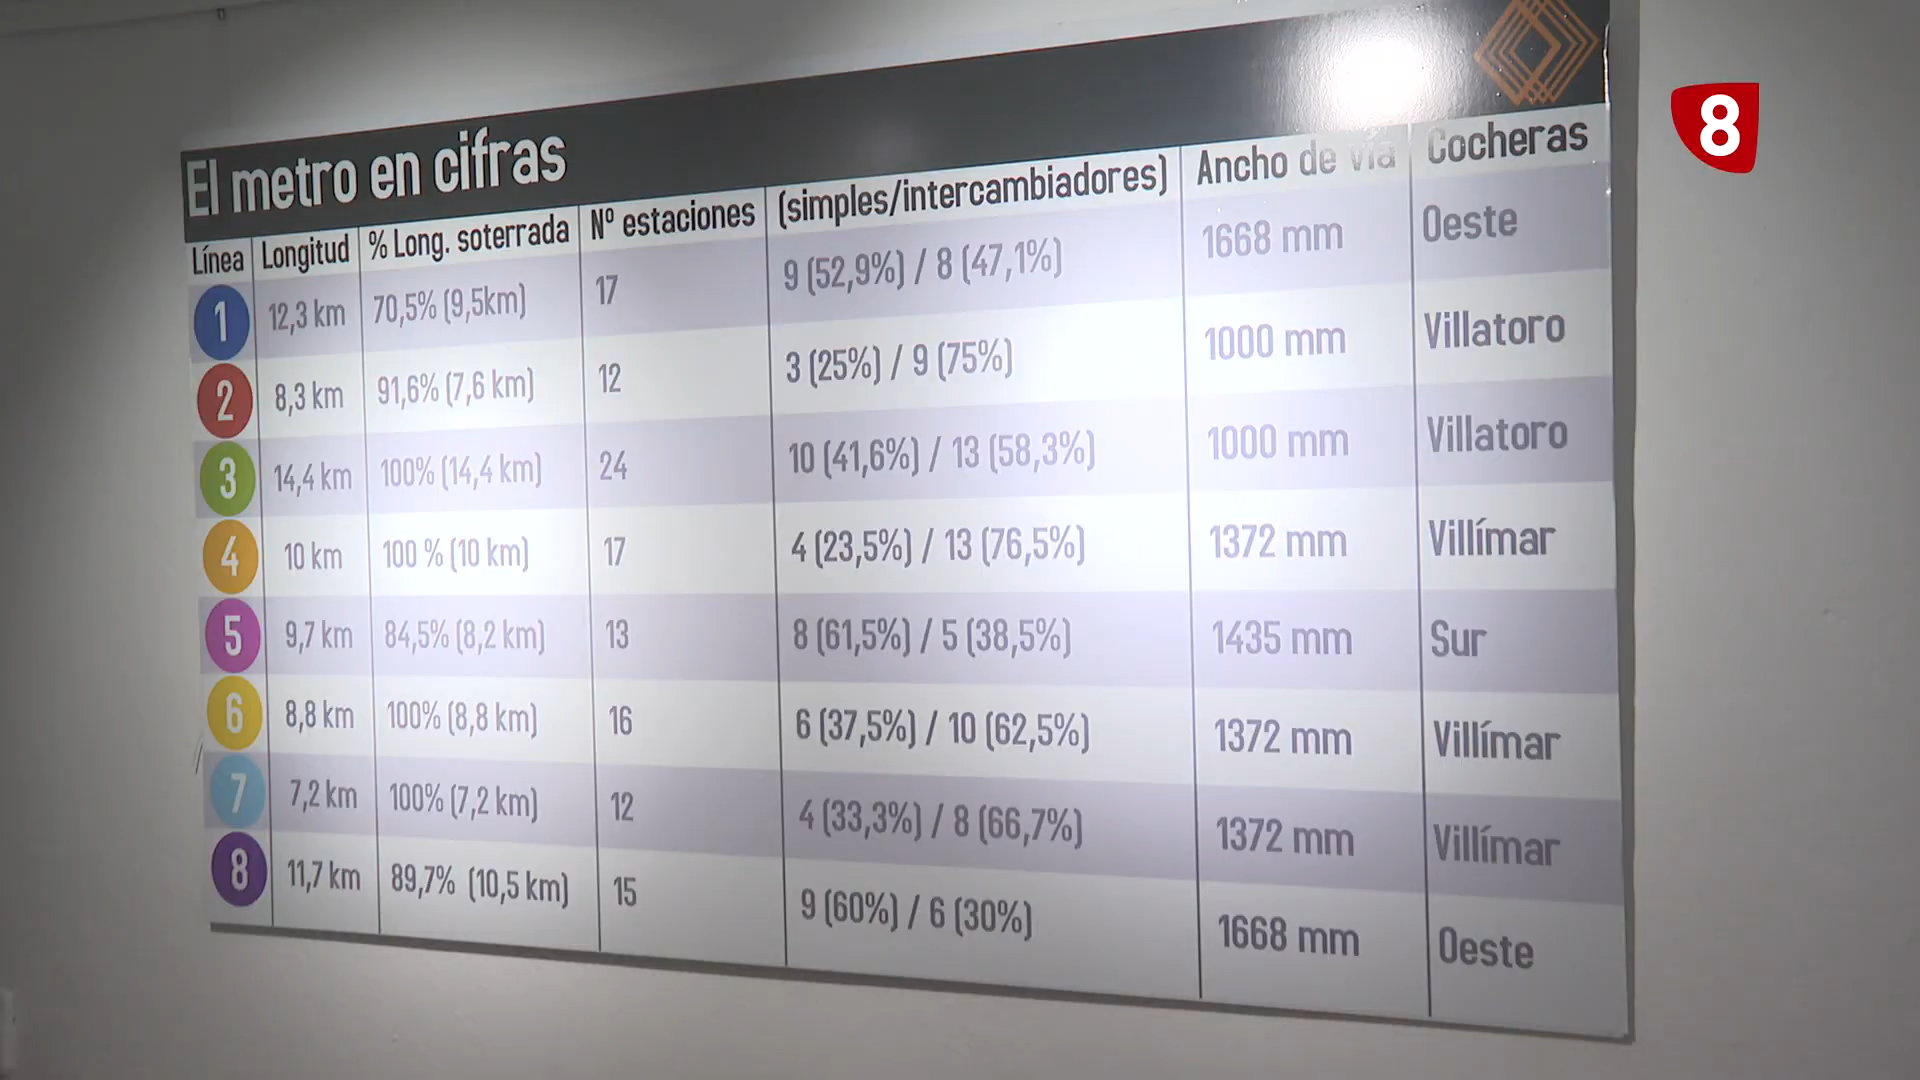 El metro en cifras
Línea Longitud % Long. soterrada Nº estaciones (simples/intercambiadores) Ancho de vía Cocheras
1 12,3 km 70,5% (9,5km) 17 9 (52,9%) / 8 (47,1%) 1668 mm Oeste
2 8,3 km 91,6% (7,6 km) 12 3 (25%) / 9 (75%) 1000 mm Villatoro
3 14,4 km 100% (14,4 km) 24 10 (41,6%) / 13 (58,3%) 1000 mm Villatoro
4 10 km 100 % (10 km) 17 4 (23,5%) / 13 (76,5%) 1372 mm Villímar
5 9,7 km 84,5% (8,2 km) 13 8 (61,5%) / 5 (38,5%) 1435 mm Sur
6 8,8 km 100% (8,8 km) 16 6 (37,5%) / 10 (62,5%) 1372 mm Villímar
7 7,2 km 100% (7,2 km) 12 4 (33,3%) / 8 (66,7%) 1372 mm Villímar
8 11,7 km 89,7% (10,5 km) 15 9 (60%) / 6 (30%) 1668 mm Oeste
8